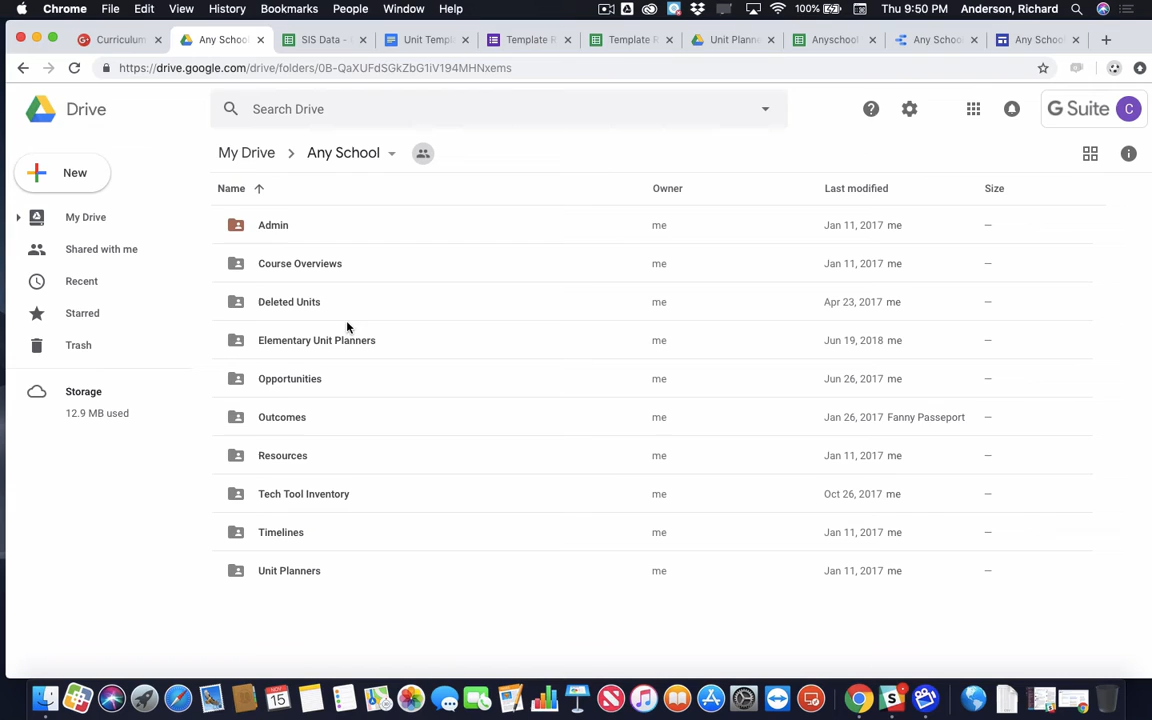 Chrome File Edit View History Bookmarks People Window Help 100% Thu 9:50 PM Anderson, Richard
Curriculum Any School SIS Data - Unit Templ Template R Template R Unit Plann Anyschool Any School Any School
https://drive.google.com/drive/folders/0B-QaXUFdSGkZbG1iV194MHNxems
Drive Search Drive G Suite C
My Drive Any School
New
Name Owner Last modified Size
My Drive
Shared with me
Recent
Starred
Trash
Storage
12.9 MB used
Admin me Jan 11, 2017 me —
Course Overviews me Jan 11, 2017 me —
Deleted Units me Apr 23, 2017 me —
Elementary Unit Planners me Jun 19, 2018 me —
Opportunities me Jun 26, 2017 me —
Outcomes me Jan 26, 2017 Fanny Passeport —
Resources me Jan 11, 2017 me —
Tech Tool Inventory me Oct 26, 2017 me —
Timelines me Jan 11, 2017 me —
Unit Planners me Jan 11, 2017 me —
NOV
15